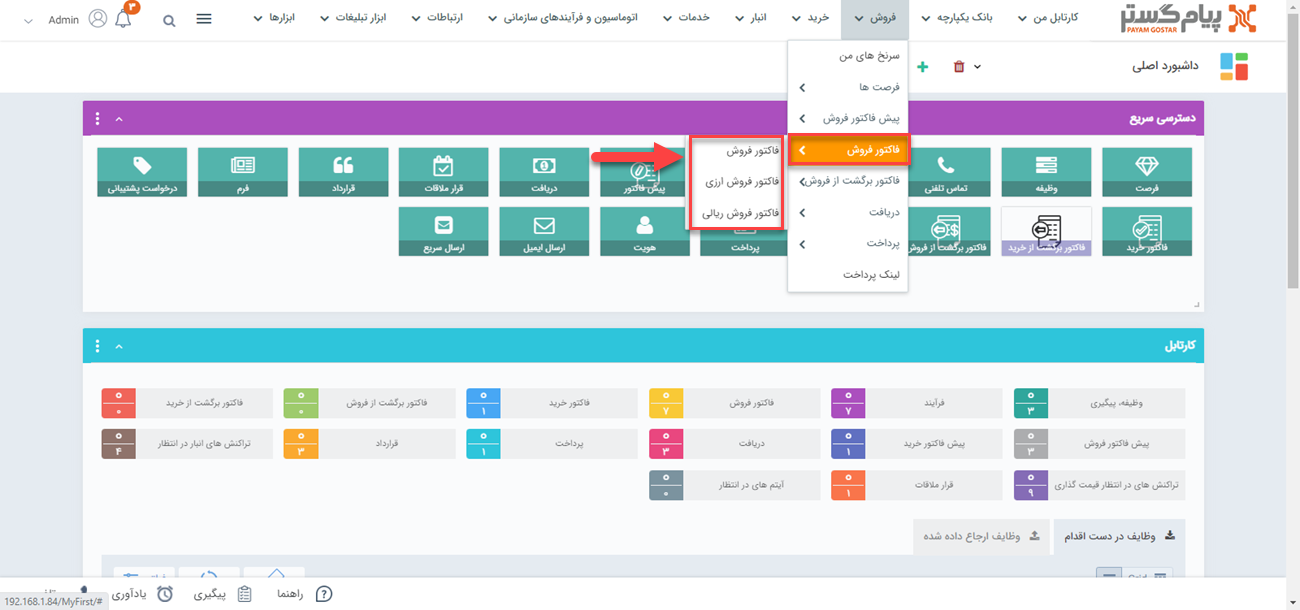 پیام گستر
PAYAM GOSTAR
کارتابل من
بانک یکپارچه
فروش
خرید
انبار
خدمات
اتوماسیون و فرآیندهای سازمانی
ارتباطات
ابزار تبلیغات
ابزارها
۳
Admin
داشبورد اصلی
سرنخ های من
فرصت ها
پیش فاکتور فروش
فاکتور فروش
فاکتور برگشت از فروش
دریافت
پرداخت
لینک پرداخت
فاکتور فروش
فاکتور فروش ارزی
فاکتور فروش ریالی
دسترسی سریع
فرصت
وظیفه
تماس تلفنی
پیش فاکتور
دریافت
قرار ملاقات
قرارداد
فرم
درخواست پشتیبانی
فاکتور خرید
فاکتور برگشت از خرید
فاکتور برگشت از فروش
پرداخت
هویت
ارسال ایمیل
ارسال سریع
کارتابل
وظیفه، پیگیری
۰
۳
فرآیند
۰
۷
فاکتور فروش
۰
۷
فاکتور خرید
۰
۱
فاکتور برگشت از فروش
۰
۰
فاکتور برگشت از خرید
۰
۰
پیش فاکتور فروش
۰
۳
پیش فاکتور خرید
۰
۱
دریافت
۰
۳
پرداخت
۰
۱
قرارداد
۰
۳
تراکنش های انبار در انتظار
۰
۴
تراکنش های در انتظار قیمت گذاری
۰
۹
قرار ملاقات
۰
۱
آیتم های در انتظار
۰
۰
وظایف در دست اقدام
وظایف ارجاع داده شده
راهنما
پیگیری
یادآوری
192.168.1.84/MyFirst/#